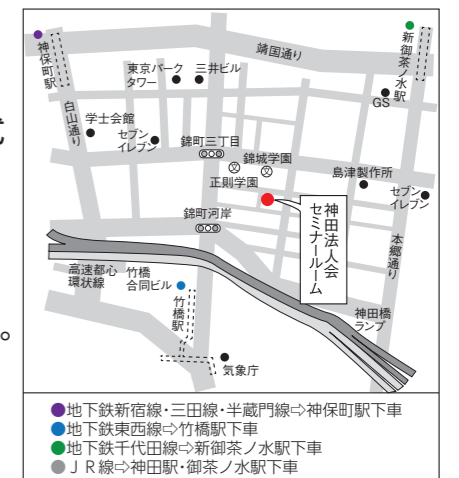 靖国通り
神保町駅
新御茶ノ水駅
東京パーク
タワー
三井ビル
白山通り
学士会館
セブン
イレブン
GS
錦町三丁目
錦城学園
文
文
正則学園
島津製作所
セブン
イレブン
錦町河岸
神田法人会
セミナールーム
本郷通り
高速都心
環状線
竹橋
合同ビル
竹橋駅
神田橋
ランプ
気象庁
。
●地下鉄新宿線・三田線・半蔵門線⇨神保町駅下車
●地下鉄東西線⇨竹橋駅下車
●地下鉄千代田線⇨新御茶ノ水駅下車
●JR線⇨神田駅・御茶ノ水駅下車